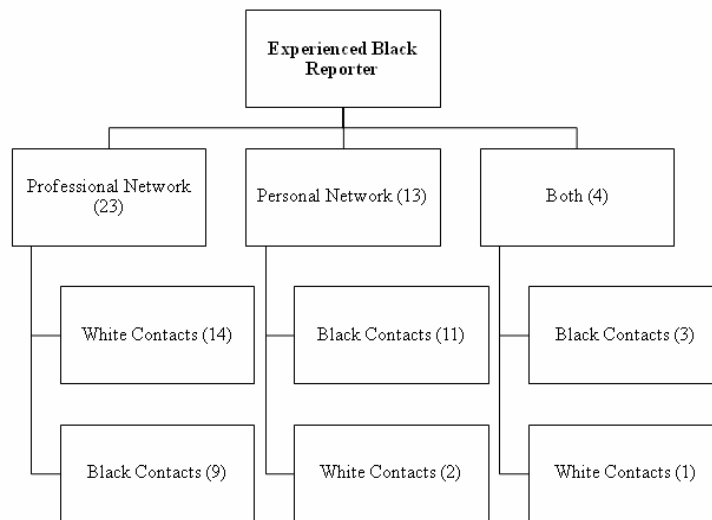 Experienced Black
Reporter
Professional Network
(23)
Personal Network (13)
Both (4)
White Contacts (14)
Black Contacts (11)
Black Contacts (3)
Black Contacts (9)
White Contacts (2)
White Contacts (1)